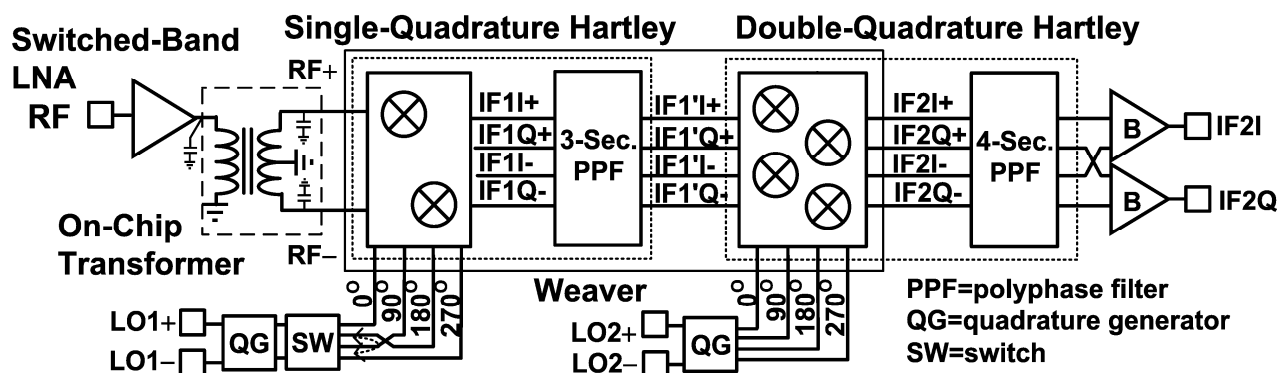 Switched-Band
LNA
RF
Single-Quadrature Hartley
Double-Quadrature Hartley
RF+
RF−
On-Chip
Transformer
IF1I+
IF1Q+
IF1I-
IF1Q-
3-Sec.
PPF
IF1'I+
IF1'Q+
IF1'I-
IF1'Q-
IF2I+
IF2Q+
IF2I-
IF2Q-
4-Sec.
PPF
B
IF2I
B
IF2Q
Weaver
0°
90°
180°
270°
0°
90°
180°
270°
LO1+
LO1−
QG
SW
LO2+
LO2−
QG
PPF=polyphase filter
QG=quadrature generator
SW=switch